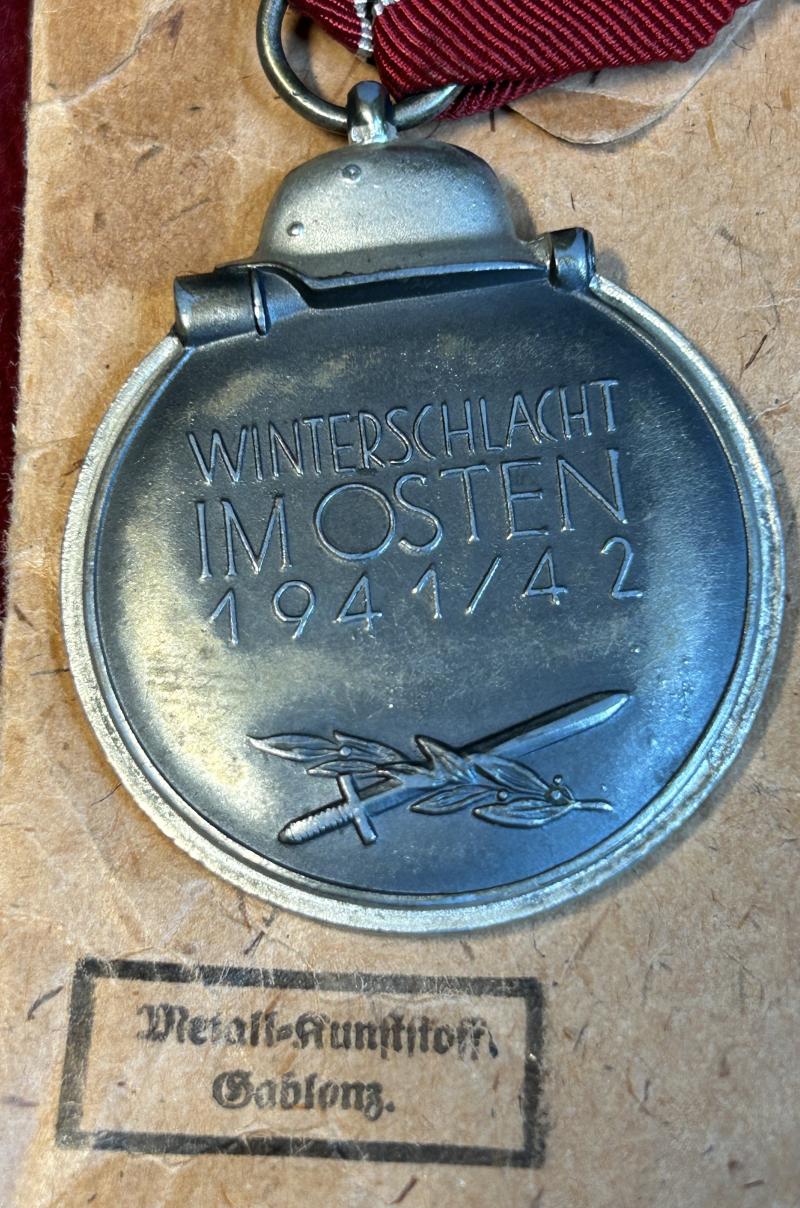 WINTERSCHLACHT
IM OSTEN
1941/42
Metall-Kunststoff.
Gablonz.